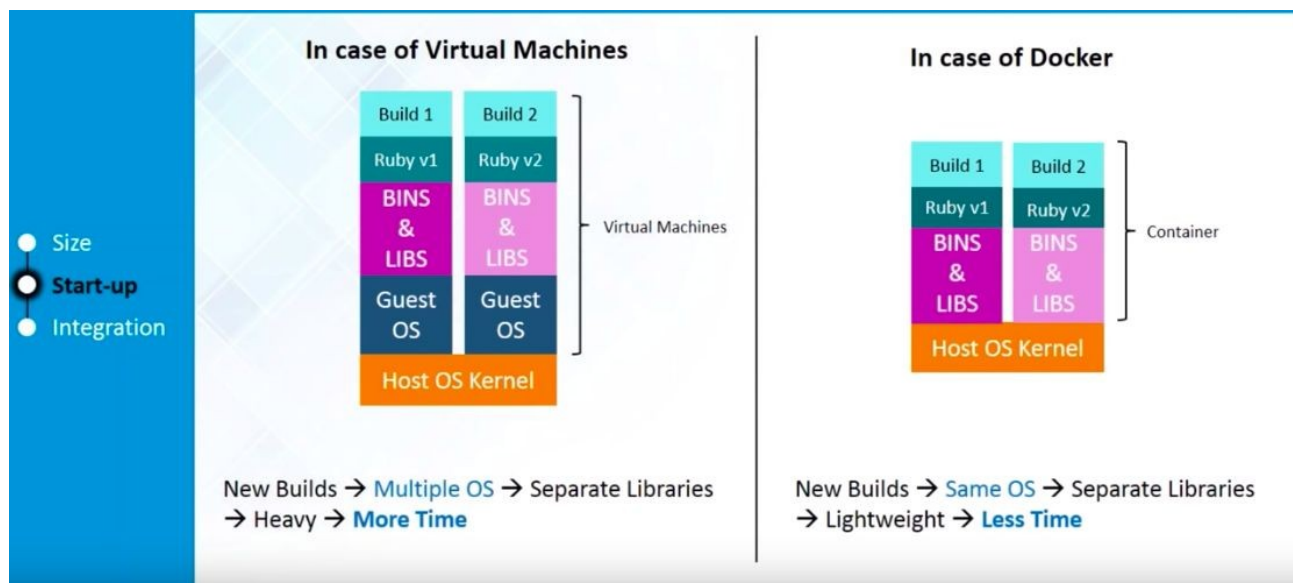 Size
Start-up
Integration
In case of Virtual Machines
Build 1
Build 2
Ruby v1
Ruby v2
BINS
&
LIBS
BINS
&
LIBS
Guest
OS
Guest
OS
Host OS Kernel
Virtual Machines
New Builds → Multiple OS → Separate Libraries
→ Heavy → More Time
In case of Docker
Build 1
Build 2
Ruby v1
Ruby v2
BINS
&
LIBS
BINS
&
LIBS
Host OS Kernel
Container
New Builds → Same OS → Separate Libraries
→ Lightweight → Less Time